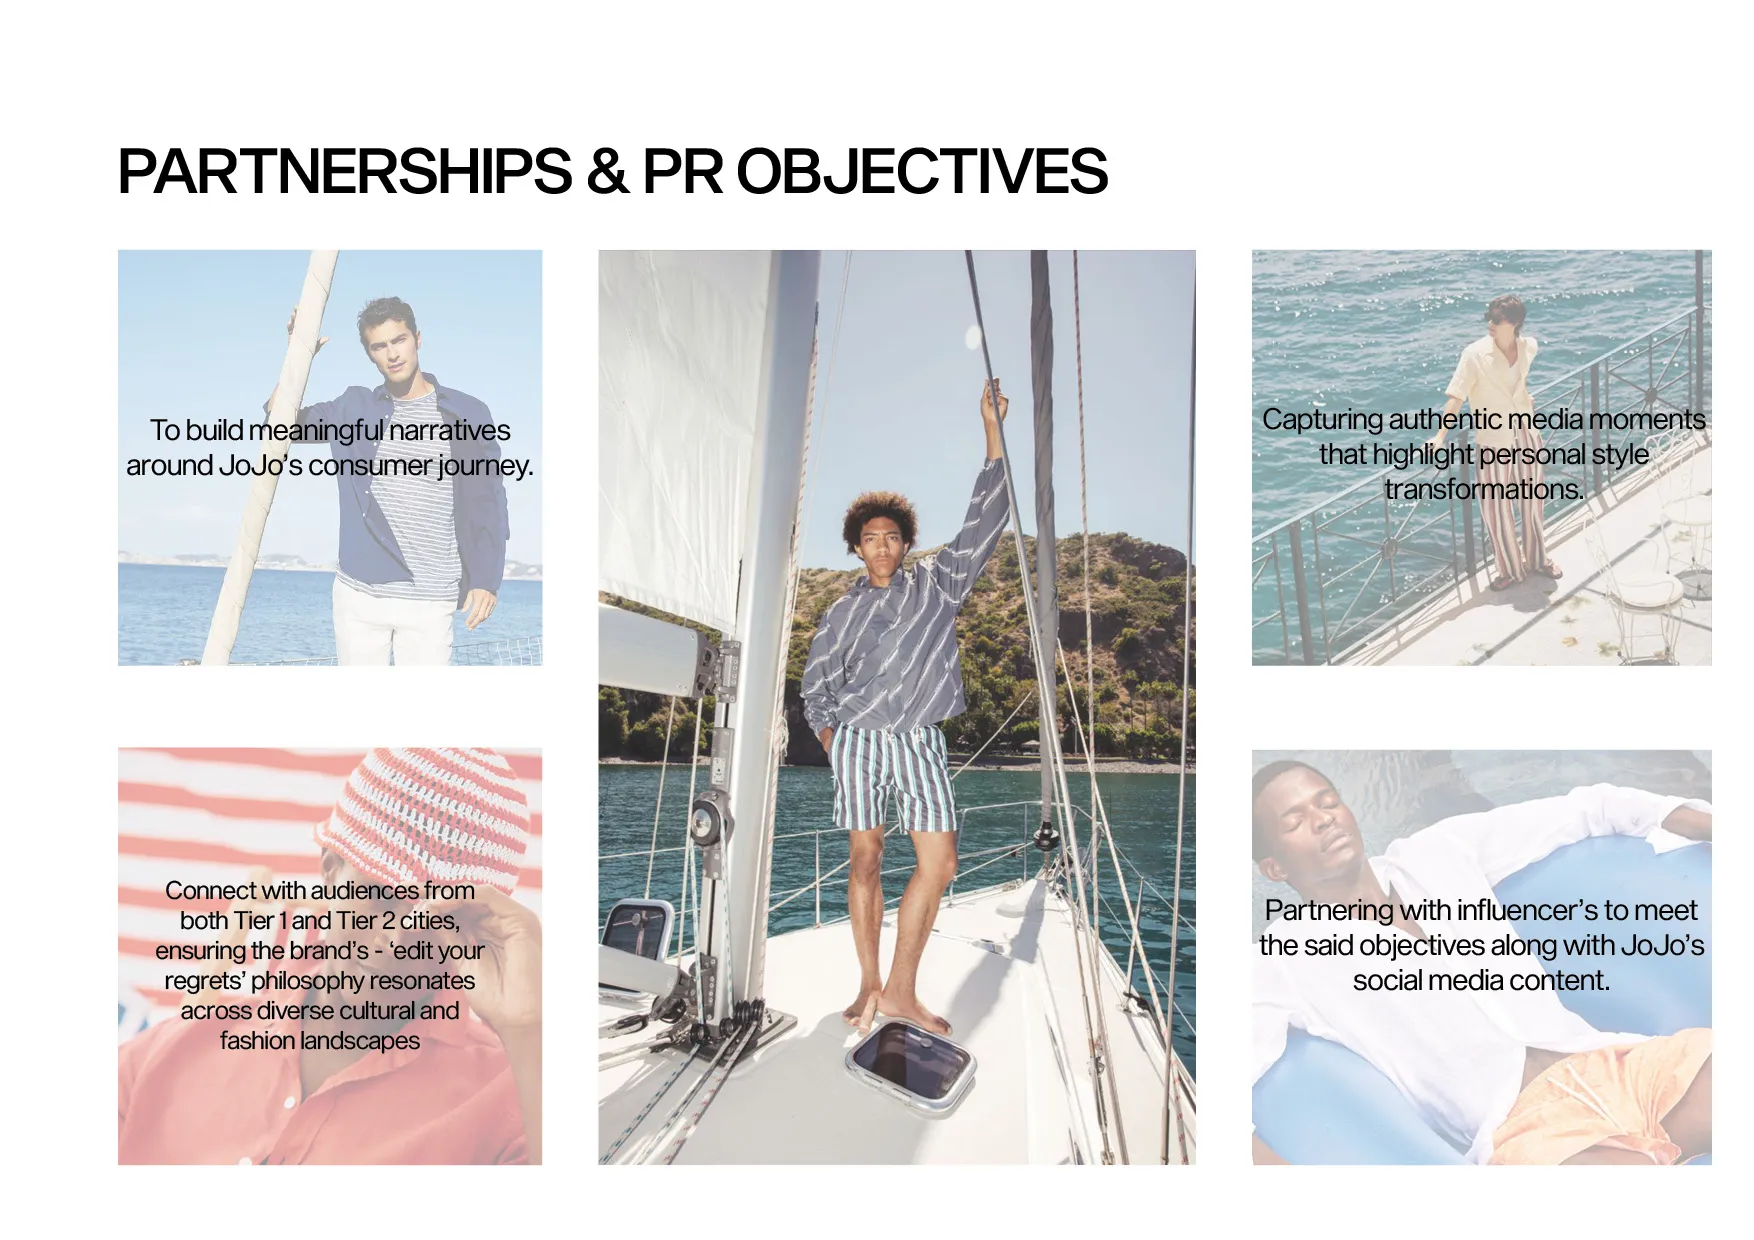 PARTNERSHIPS & PR OBJECTIVES
To build meaningful narratives
around JoJo’s consumer journey.
Capturing authentic media moments
that highlight personal style
transformations.
Connect with audiences from
both Tier 1 and Tier 2 cities,
ensuring the brand’s - ‘edit your
regrets’ philosophy resonates
across diverse cultural and
fashion landscapes
Partnering with influencer’s to meet
the said objectives along with JoJo’s
social media content.